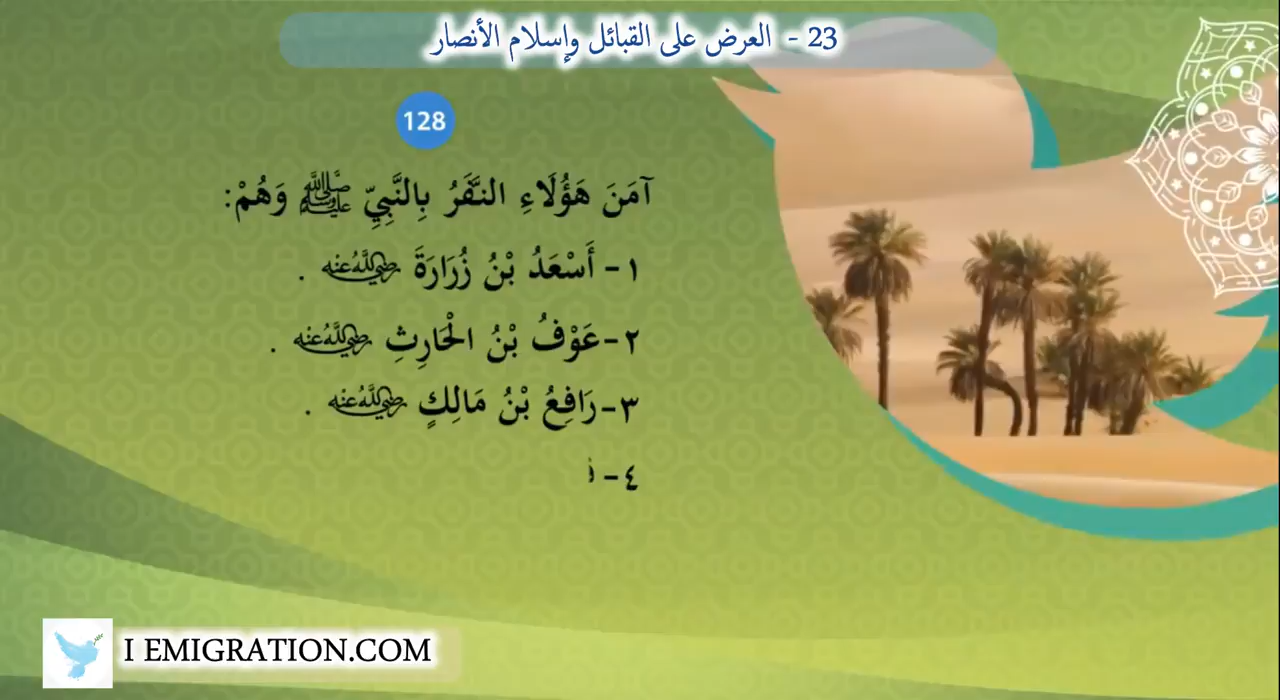 23 - العرض على القبائل وإسلام الأنصار
128
آمَنَ هَؤُلَاءِ النَّفَرُ بِالنَّبِيِّ ﷺ وَهُمْ:
١- أَسْعَدُ بْنُ زُرَارَةَ رضي الله عنه .
٢- عَوْفُ بْنُ الْحَارِثِ رضي الله عنه .
٣- رَافِعُ بْنُ مَالِكٍ رضي الله عنه .
٤-
I EMIGRATION.COM